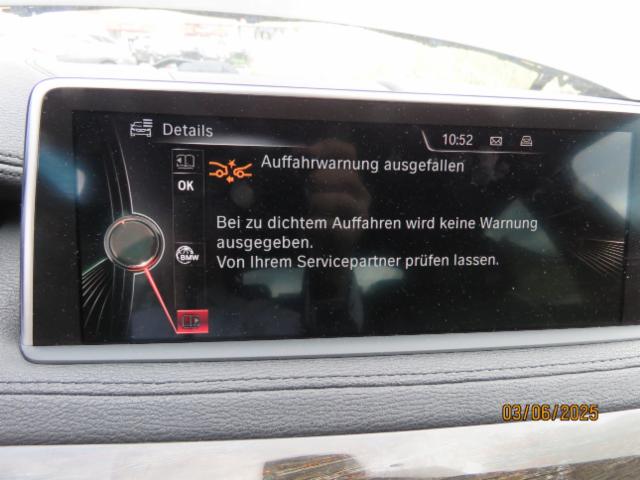 Details
10:52
Auffahrwarnung ausgefallen
OK
Bei zu dichtem Auffahren wird keine Warnung
ausgegeben.
BMW
Von Ihrem Servicepartner prüfen lassen.
03/06/2025